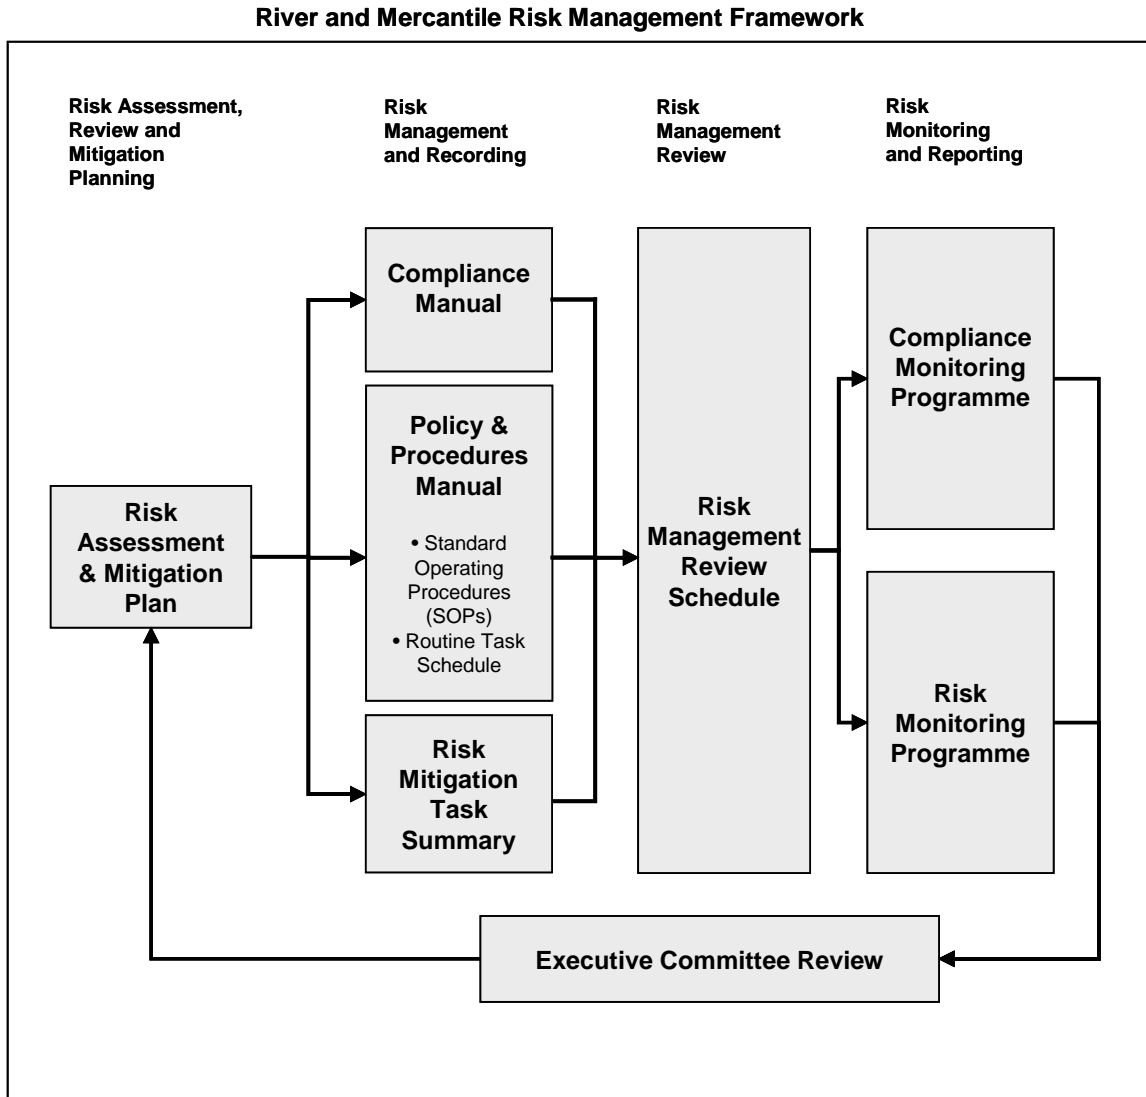 River and Mercantile Risk Management Framework
Risk Assessment,
Review and
Mitigation
Planning
Risk
Management
and Recording
Risk
Management
Review
Risk
Monitoring
and Reporting
Compliance
Manual
Policy &
Procedures
Manual
• Standard
Operating
Procedures
(SOPs)
• Routine Task
Schedule
Risk
Mitigation
Task
Summary
Risk
Assessment
& Mitigation
Plan
Risk
Management
Review
Schedule
Compliance
Monitoring
Programme
Risk
Monitoring
Programme
Executive Committee Review